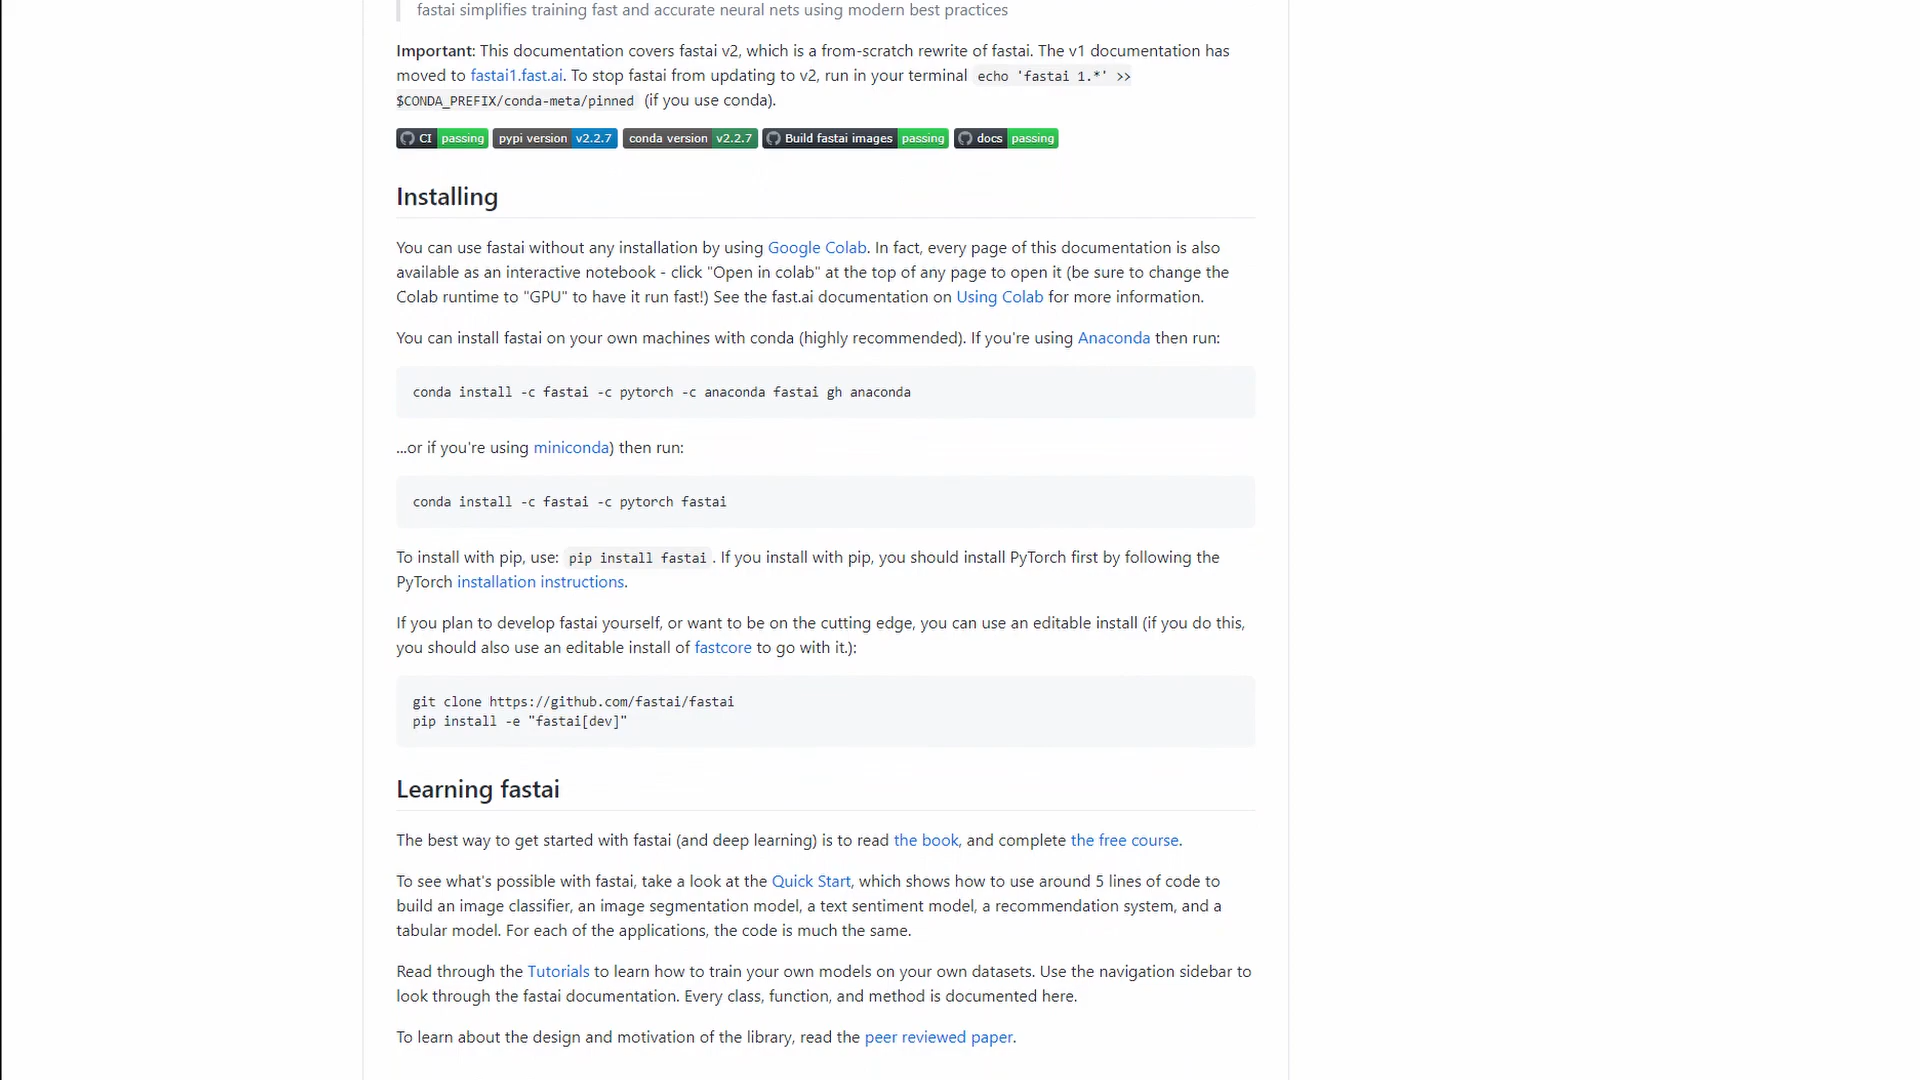 fastai simplifies training fast and accurate neural nets using modern best practices
Important: This documentation covers fastai v2, which is a from-scratch rewrite of fastai. The v1 documentation has
moved to fastai1.fast.ai. To stop fastai from updating to v2, run in your terminal echo 'fastai 1.*' >>
$CONDA_PREFIX/conda-meta/pinned (if you use conda).
CI passing pypi version v2.2.7 conda version v2.2.7 Build fastai images passing docs passing
Installing
You can use fastai without any installation by using Google Colab. In fact, every page of this documentation is also
available as an interactive notebook - click "Open in colab" at the top of any page to open it (be sure to change the
Colab runtime to "GPU" to have it run fast!) See the fast.ai documentation on Using Colab for more information.
You can install fastai on your own machines with conda (highly recommended). If you're using Anaconda then run:
conda install -c fastai -c pytorch -c anaconda fastai gh anaconda
...or if you're using miniconda) then run:
conda install -c fastai -c pytorch fastai
To install with pip, use: pip install fastai. If you install with pip, you should install PyTorch first by following the
PyTorch installation instructions.
If you plan to develop fastai yourself, or want to be on the cutting edge, you can use an editable install (if you do this,
you should also use an editable install of fastcore to go with it.):
git clone https://github.com/fastai/fastai
pip install -e "fastai[dev]"
Learning fastai
The best way to get started with fastai (and deep learning) is to read the book, and complete the free course.
To see what's possible with fastai, take a look at the Quick Start, which shows how to use around 5 lines of code to
build an image classifier, an image segmentation model, a text sentiment model, a recommendation system, and a
tabular model. For each of the applications, the code is much the same.
Read through the Tutorials to learn how to train your own models on your own datasets. Use the navigation sidebar to
look through the fastai documentation. Every class, function, and method is documented here.
To learn about the design and motivation of the library, read the peer reviewed paper.